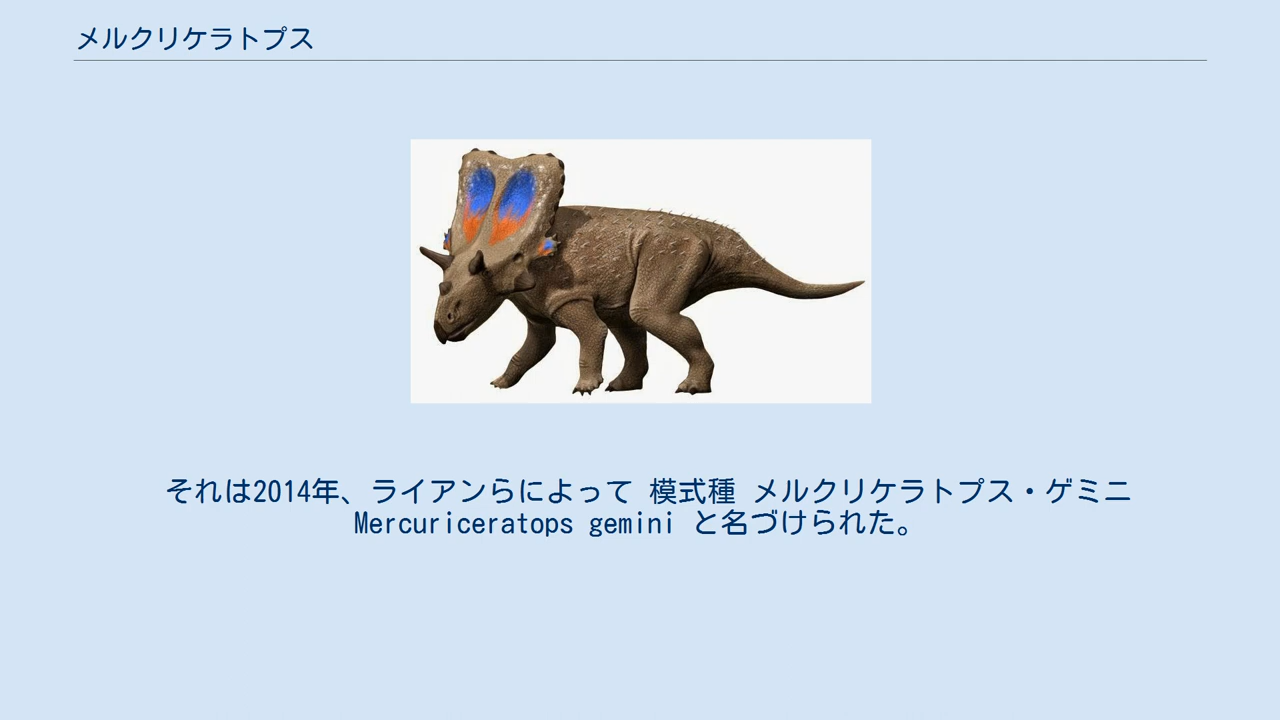 メルクリケラトプス
それは2014年、ライアンらによって 模式種 メルクリケラトプス・ゲミニ
Mercuriceratops gemini と名づけられた。